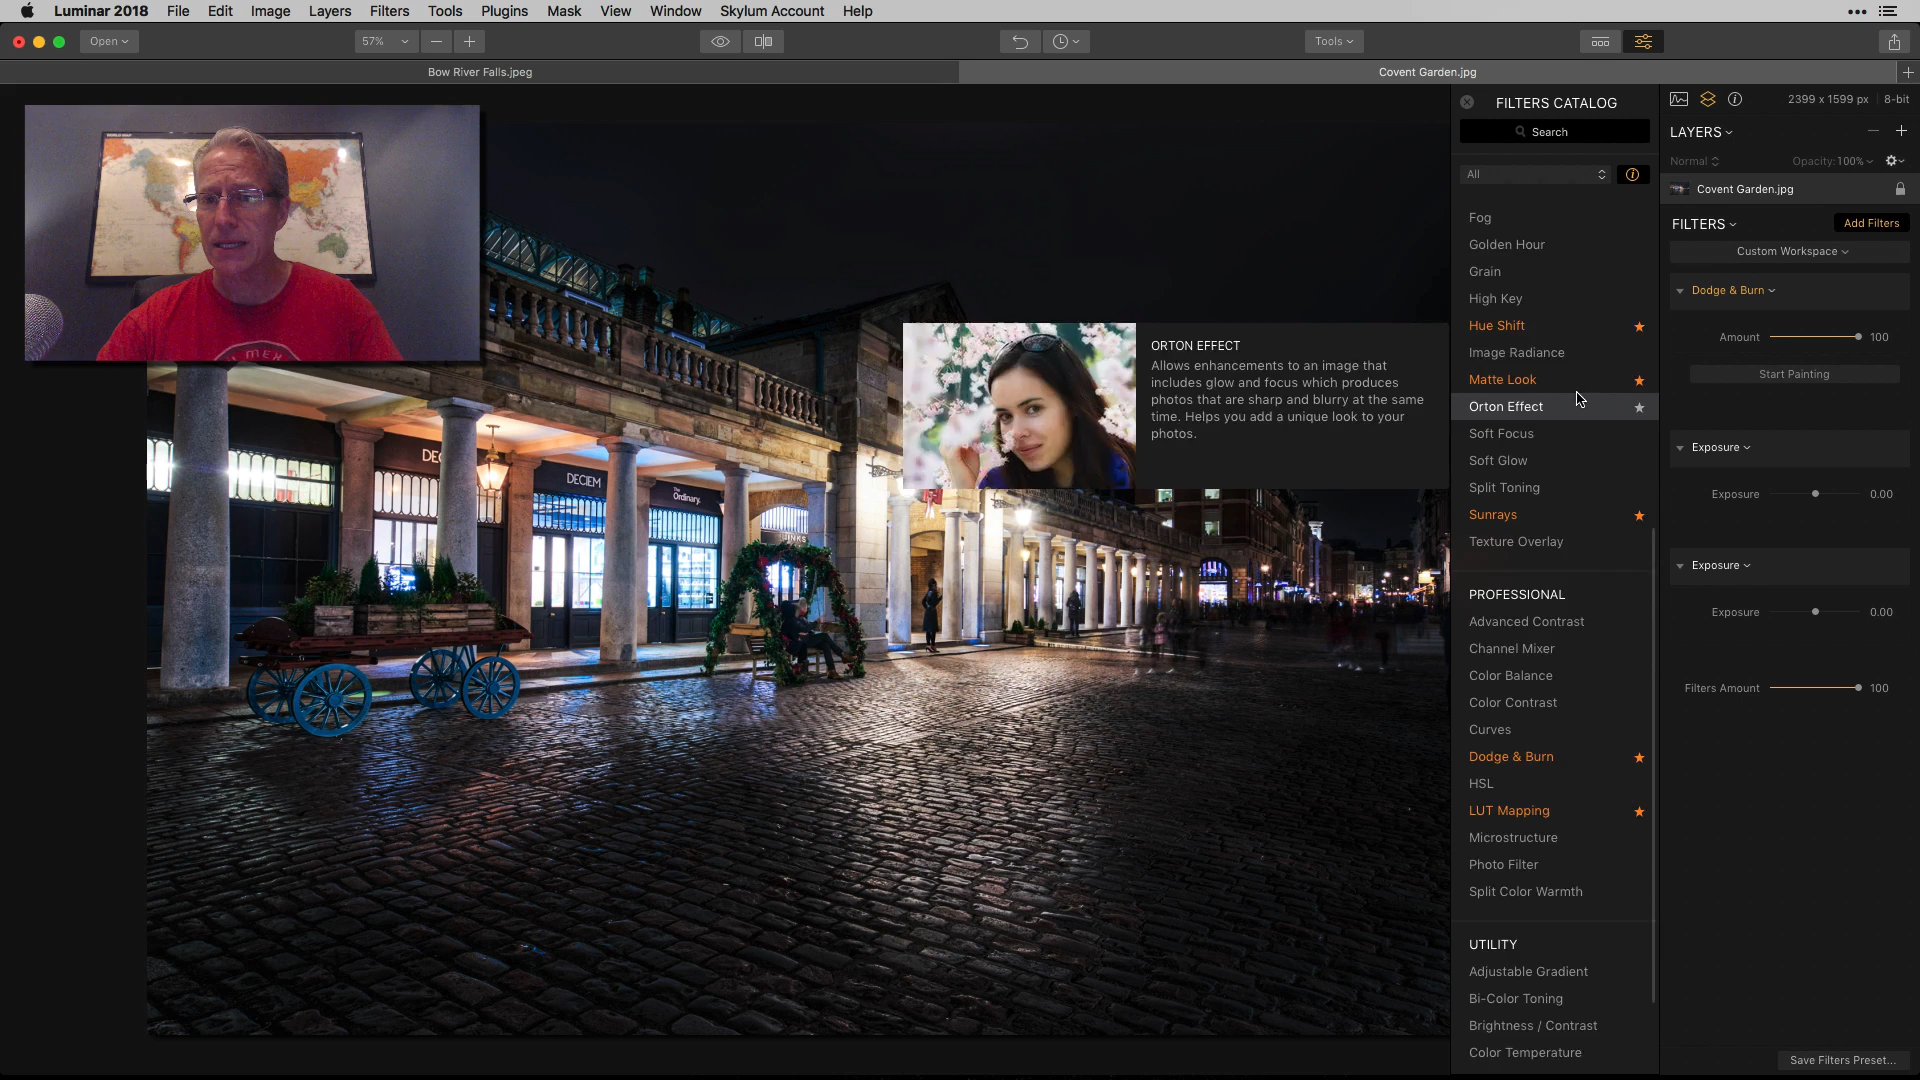 Luminar 2018 File Edit Image Layers Filters Tools Plugins Mask View Window Skylum Account Help
Open 57% Tools
Bow River Falls.jpeg Covent Garden.jpg
WORLD MAP
DECIEM
The Ordinary.
FILTERS CATALOG
Search
All
Fog
Golden Hour
Grain
High Key
Hue Shift
Image Radiance
Matte Look
Orton Effect
Soft Focus
Soft Glow
Split Toning
Sunrays
Texture Overlay
ORTON EFFECT
Allows enhancements to an image that
includes glow and focus which produces
photos that are sharp and blurry at the same
time. Helps you add a unique look to your
photos.
PROFESSIONAL
Advanced Contrast
Channel Mixer
Color Balance
Color Contrast
Curves
Dodge & Burn
HSL
LUT Mapping
Microstructure
Photo Filter
Split Color Warmth
UTILITY
Adjustable Gradient
Bi-Color Toning
Brightness / Contrast
Color Temperature
2399 x 1599 px 8-bit
LAYERS
Normal Opacity: 100%
Covent Garden.jpg
FILTERS Add Filters
Custom Workspace
Dodge & Burn
Amount 100
Start Painting
Exposure
Exposure 0.00
Exposure
Exposure 0.00
Filters Amount 100
Save Filters Preset...